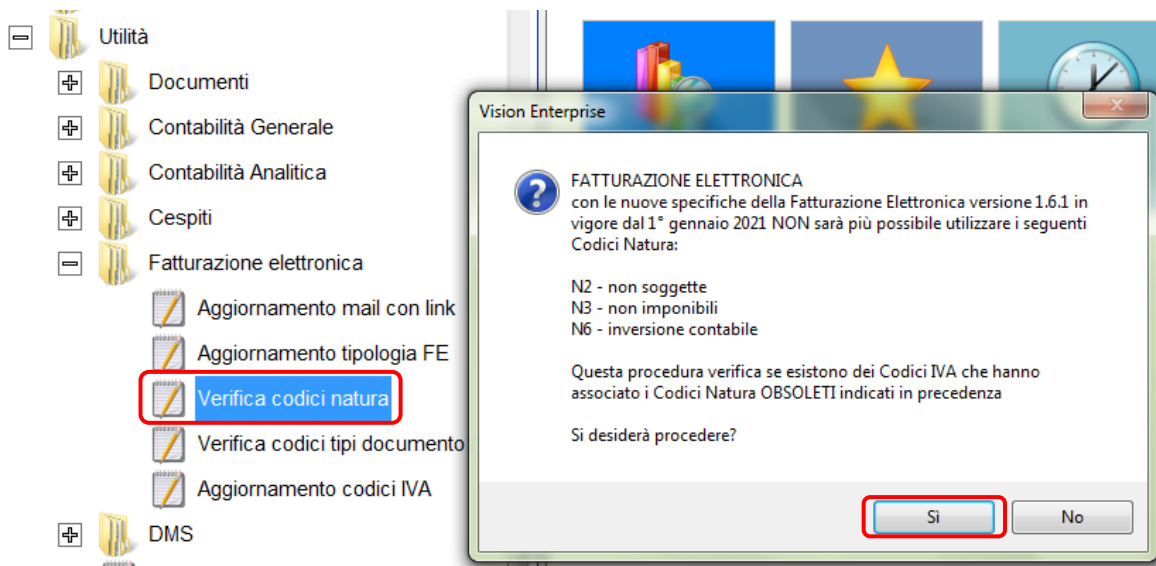 Utilità
Documenti
Contabilità Generale
Contabilità Analitica
Cespiti
Fatturazione elettronica
Aggiornamento mail con link
Aggiornamento tipologia FE
Verifica codici natura
Verifica codici tipi documento
Aggiornamento codici IVA
DMS
Vision Enterprise
FATTURAZIONE ELETTRONICA
con le nuove specifiche della Fatturazione Elettronica versione 1.6.1 in
vigore dal 1° gennaio 2021 NON sarà più possibile utilizzare i seguenti
Codici Natura:
N2 - non soggette
N3 - non imponibili
N6 - inversione contabile
Questa procedura verifica se esistono dei Codici IVA che hanno
associato i Codici Natura OBSOLETI indicati in precedenza
Si desiderà procedere?
Sì
No